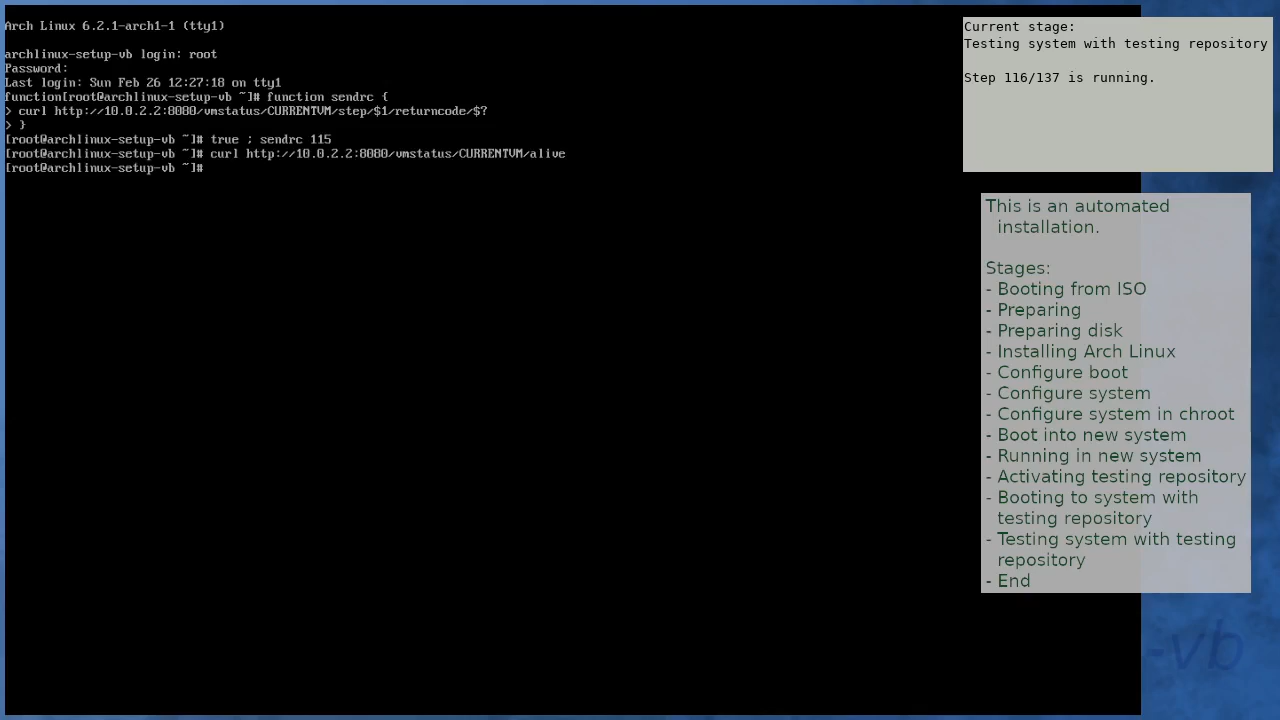 Arch Linux 6.2.1-arch1-1 (tty1)
archlinux-setup-vb login: root
Password:
Last login: Sun Feb 26 12:27:18 on tty1
function[root@archlinux-setup-vb ~]# function sendrc {
> curl http://10.0.2.2:8080/vmstatus/CURRENTVM/step/$1/returncode/$?
> }
[root@archlinux-setup-vb ~]# true ; sendrc 115
[root@archlinux-setup-vb ~]# curl http://10.0.2.2:8080/vmstatus/CURRENTVM/alive
[root@archlinux-setup-vb ~]#
Current stage:
Testing system with testing repository
Step 116/137 is running.
This is an automated
installation.
Stages:
- Booting from ISO
- Preparing
- Preparing disk
- Installing Arch Linux
- Configure boot
- Configure system
- Configure system in chroot
- Boot into new system
- Running in new system
- Activating testing repository
- Booting to system with
testing repository
- Testing system with testing
repository
- End
-vb